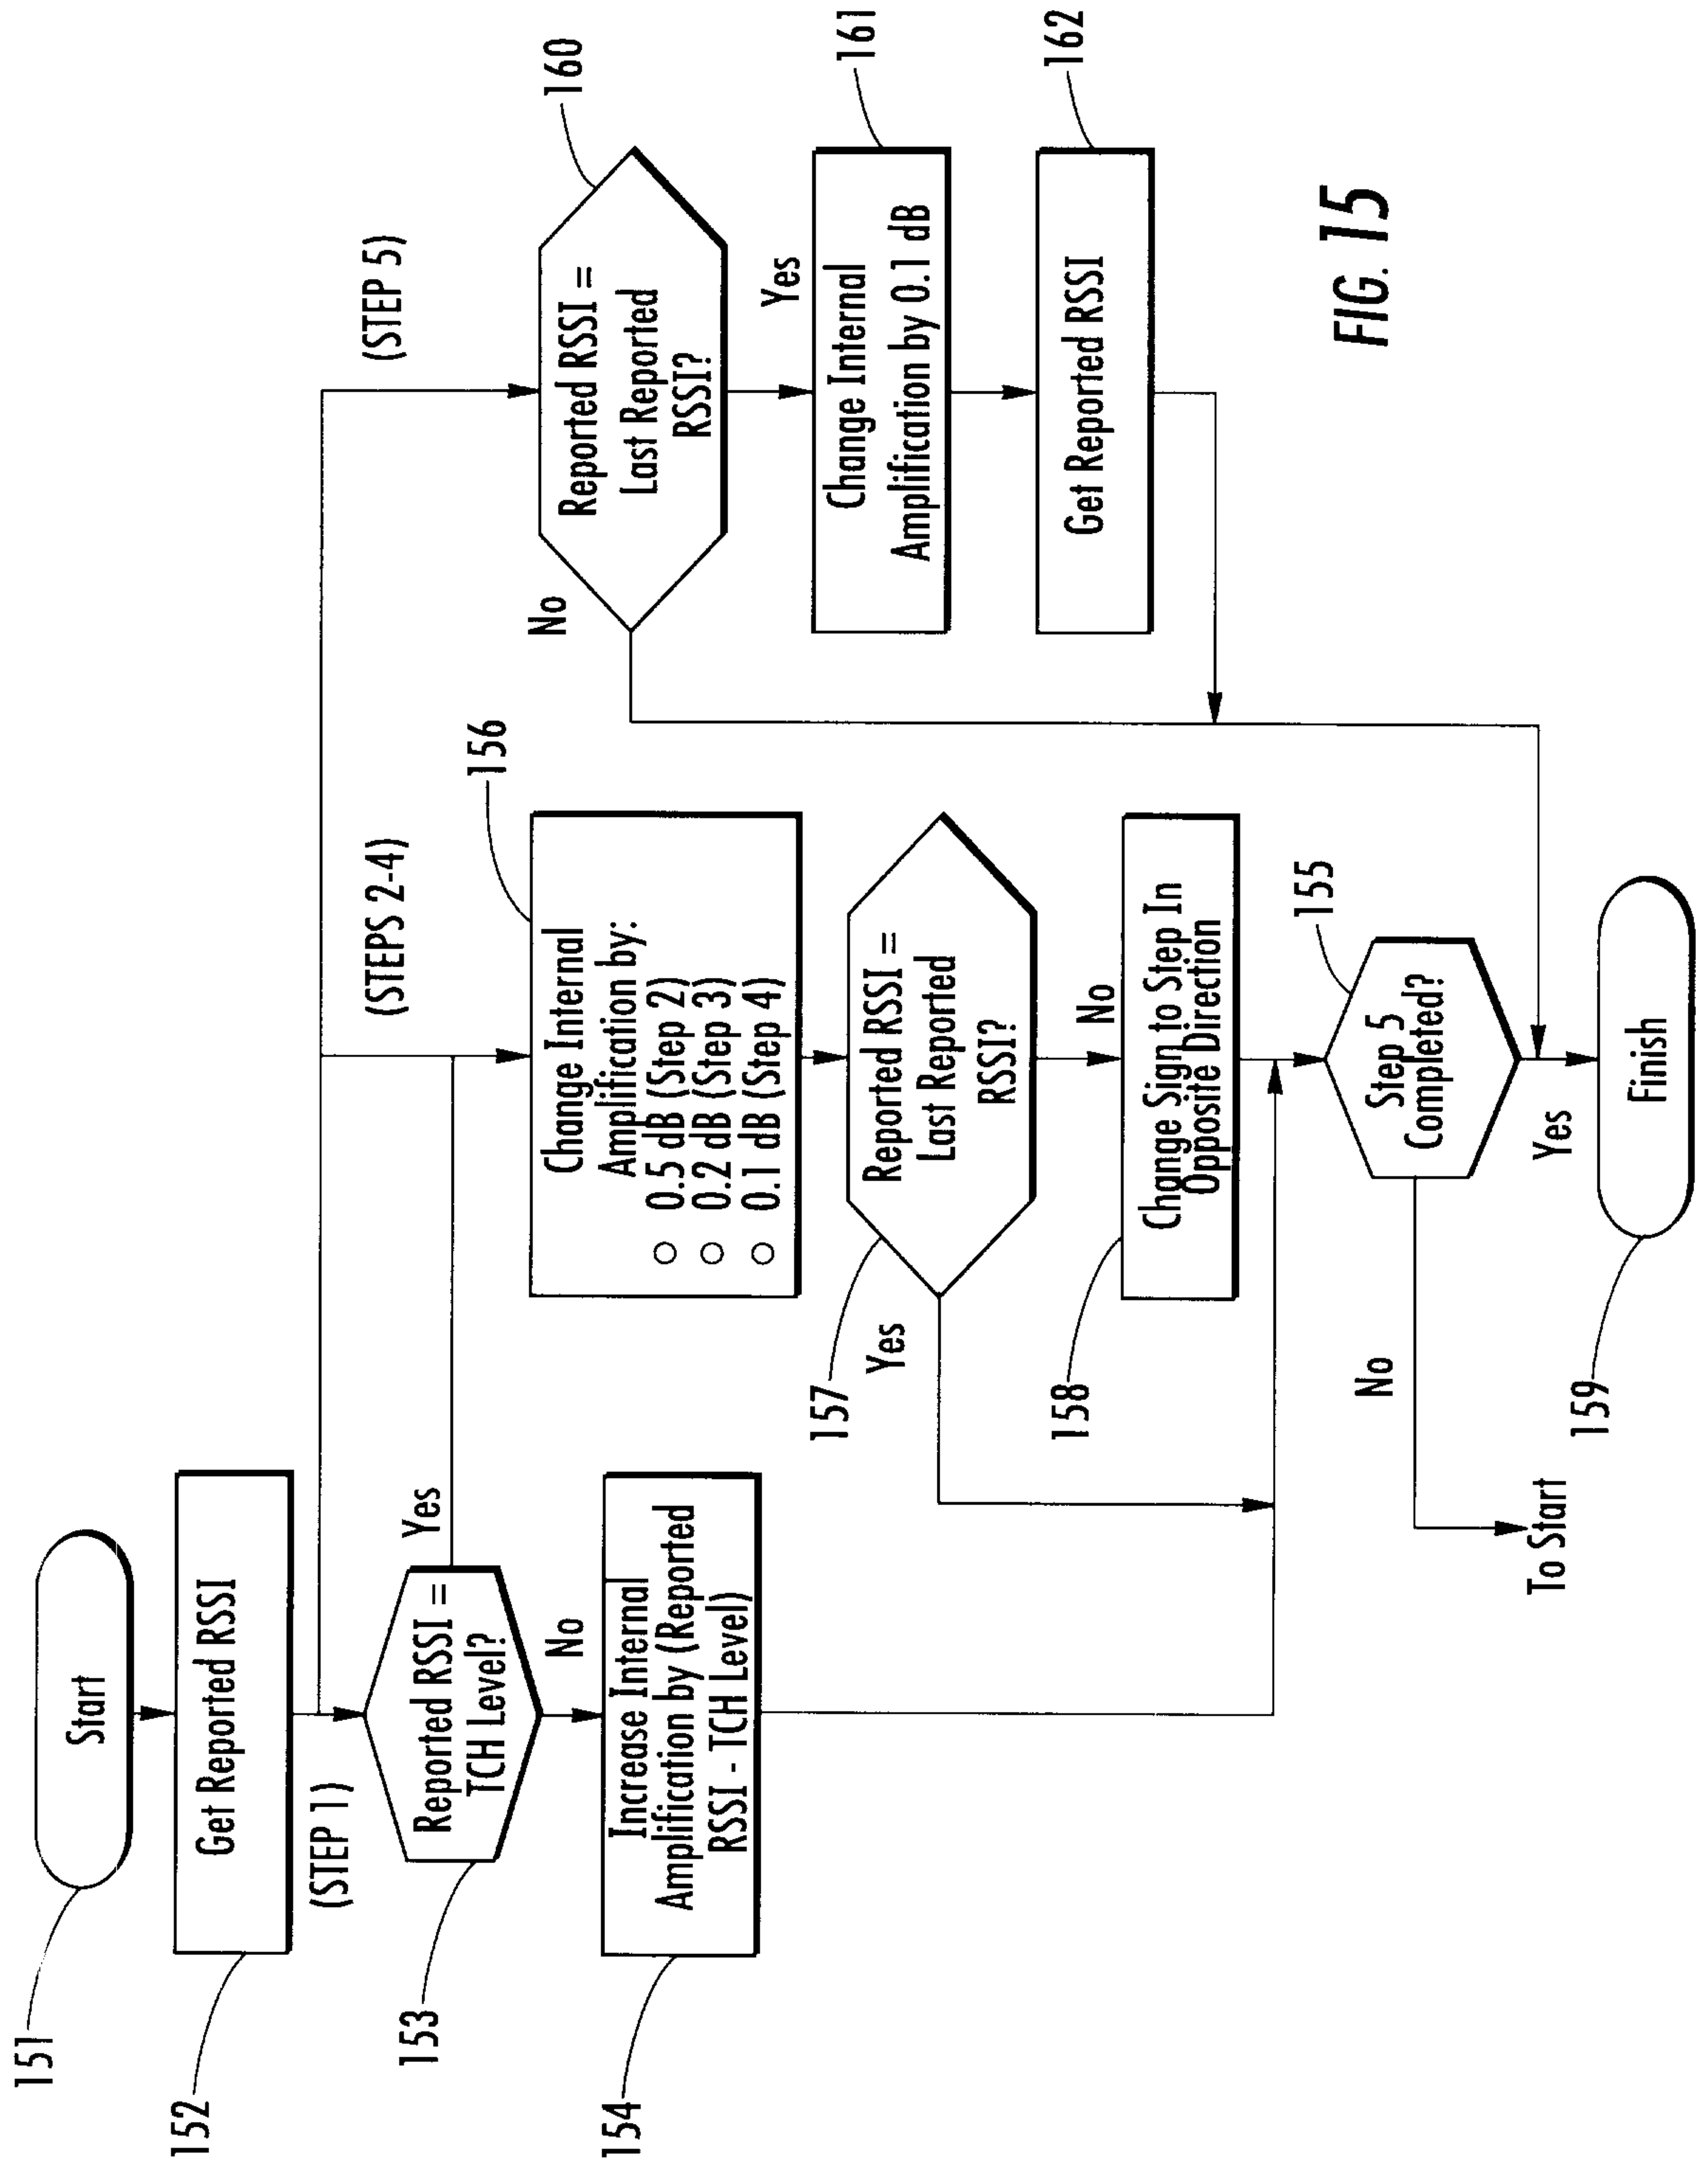 151
Start
152
Get Reported RSSI
(STEP 1)
(STEPS 2-4)
(STEP 5)
153
Reported RSSI =
TCH Level?
Yes
No
154
Increase Internal
Amplification by (Reported
RSSI - TCH Level)
156
Change Internal
Amplification by:
○ 0.5 dB (Step 2)
○ 0.2 dB (Step 3)
○ 0.1 dB (Step 4)
157
Reported RSSI =
Last Reported
RSSI?
Yes
No
158
Change Sign to Step In
Opposite Direction
155
Step 5
Completed?
No
Yes
To Start
159
Finish
160
Reported RSSI =
Last Reported
RSSI?
No
Yes
161
Change Internal
Amplification by 0.1 dB
162
Get Reported RSSI
FIG. 15